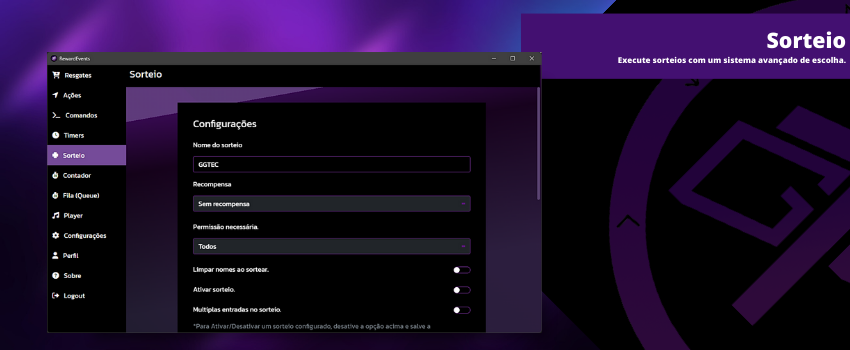 Sorteio
Execute sorteios com um sistema avançado de escolha.
RewardEvents
Resgates
Ações
Comandos
Timers
Sorteio
Contador
Fila (Queue)
Player
Configurações
Perfil
Sobre
Logout
Sorteio
Configurações
Nome do sorteio
GGTEC
Recompensa
Sem recompensa
Permissão necessária.
Todos
Limpar nomes ao sortear.
Ativar sorteio.
Multiplas entradas no sorteio.
*Para Ativar/Desativar um sorteio configurado, desative a opção acima e salve a